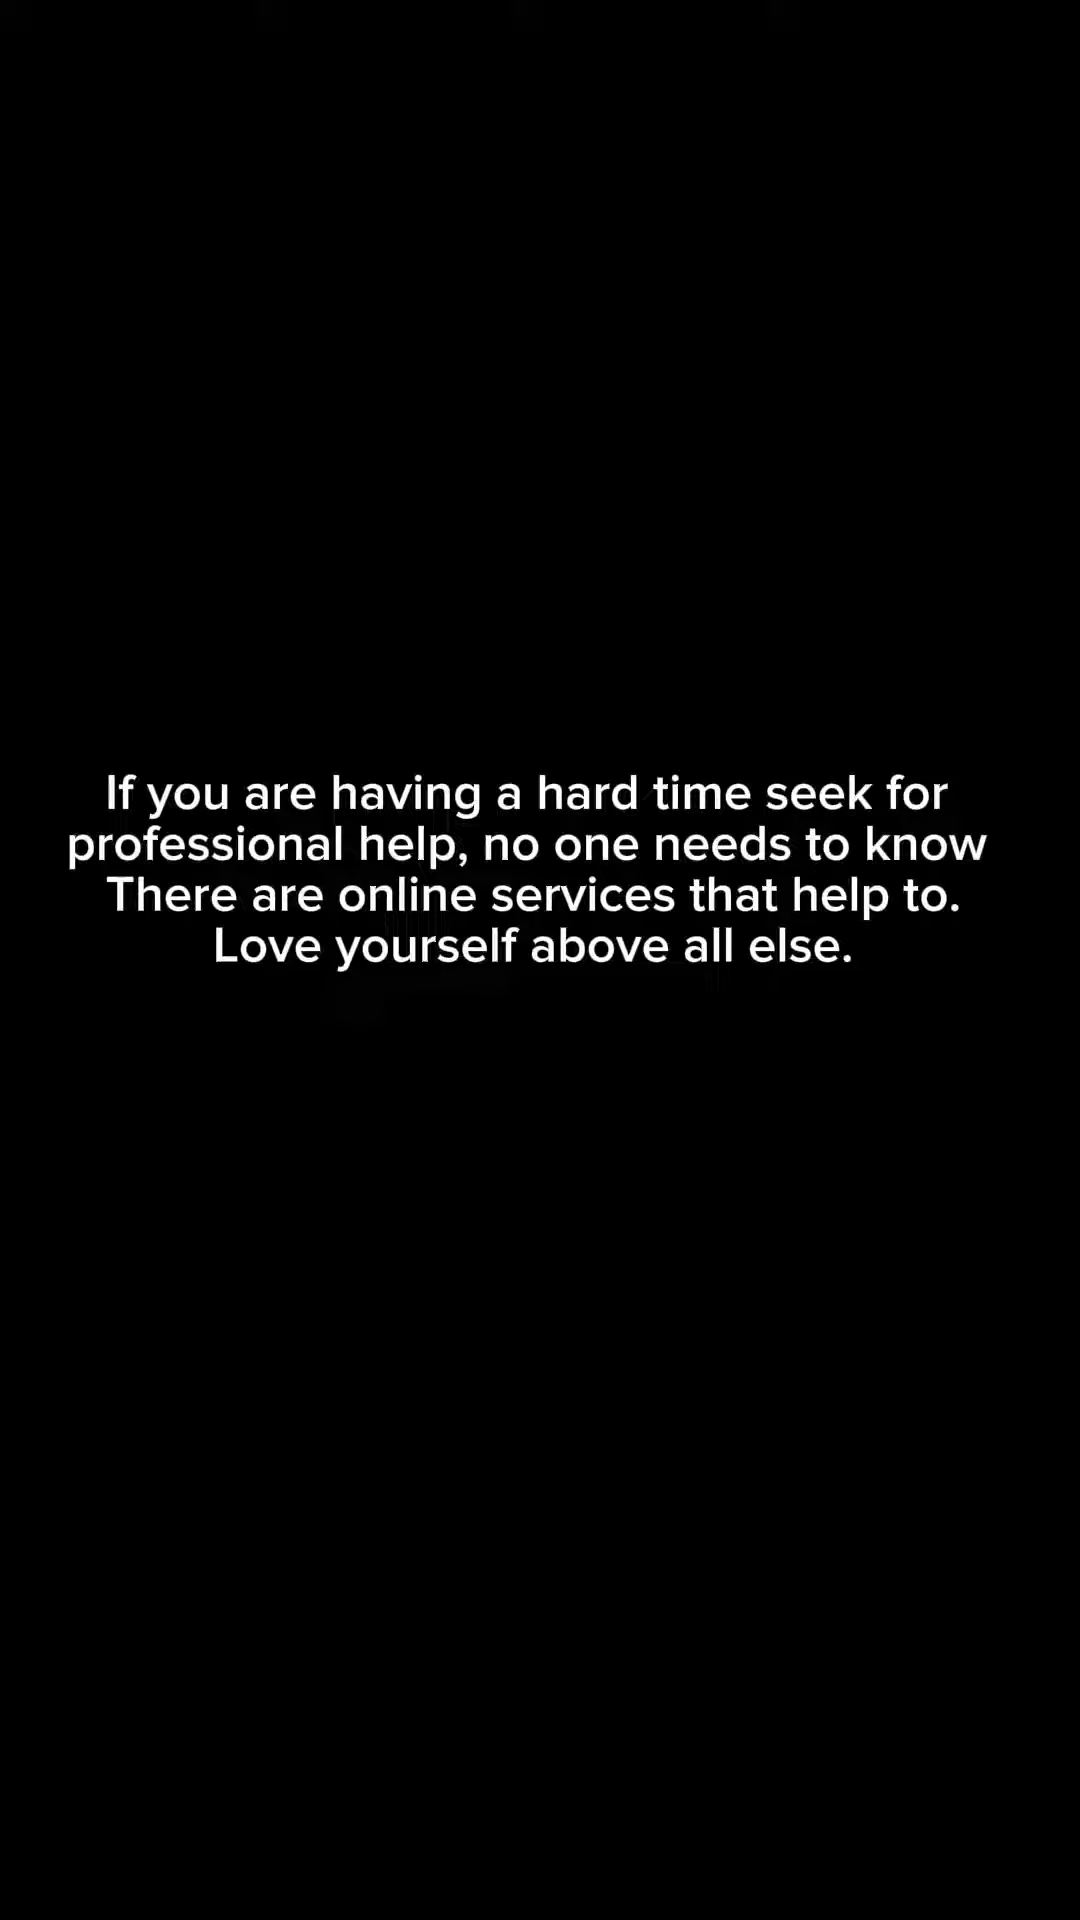 If you are having a hard time seek for
professional help, no one needs to know
There are online services that help to.
Love yourself above all else.